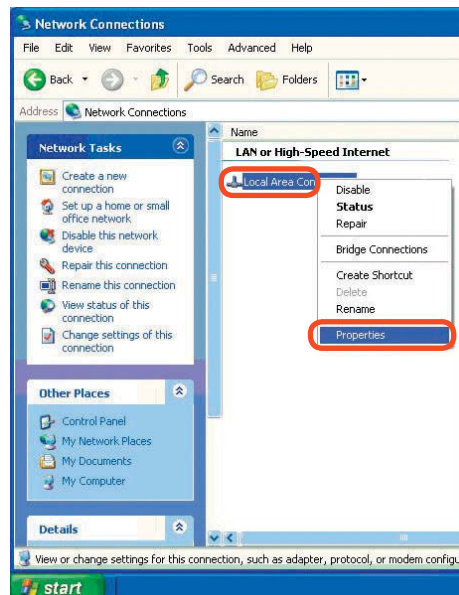 Network Connections
File Edit View Favorites Tools Advanced Help
Back Search Folders
Address Network Connections
Network Tasks
Create a new
connection
Set up a home or small
office network
Disable this network
device
Repair this connection
Rename this connection
View status of this
connection
Change settings of this
connection
Other Places
Control Panel
My Network Places
My Documents
My Computer
Details
Name
LAN or High-Speed Internet
Local Area Con
Disable
Status
Repair
Bridge Connections
Create Shortcut
Delete
Rename
Properties
View or change settings for this connection, such as adapter, protocol, or modem configu
start